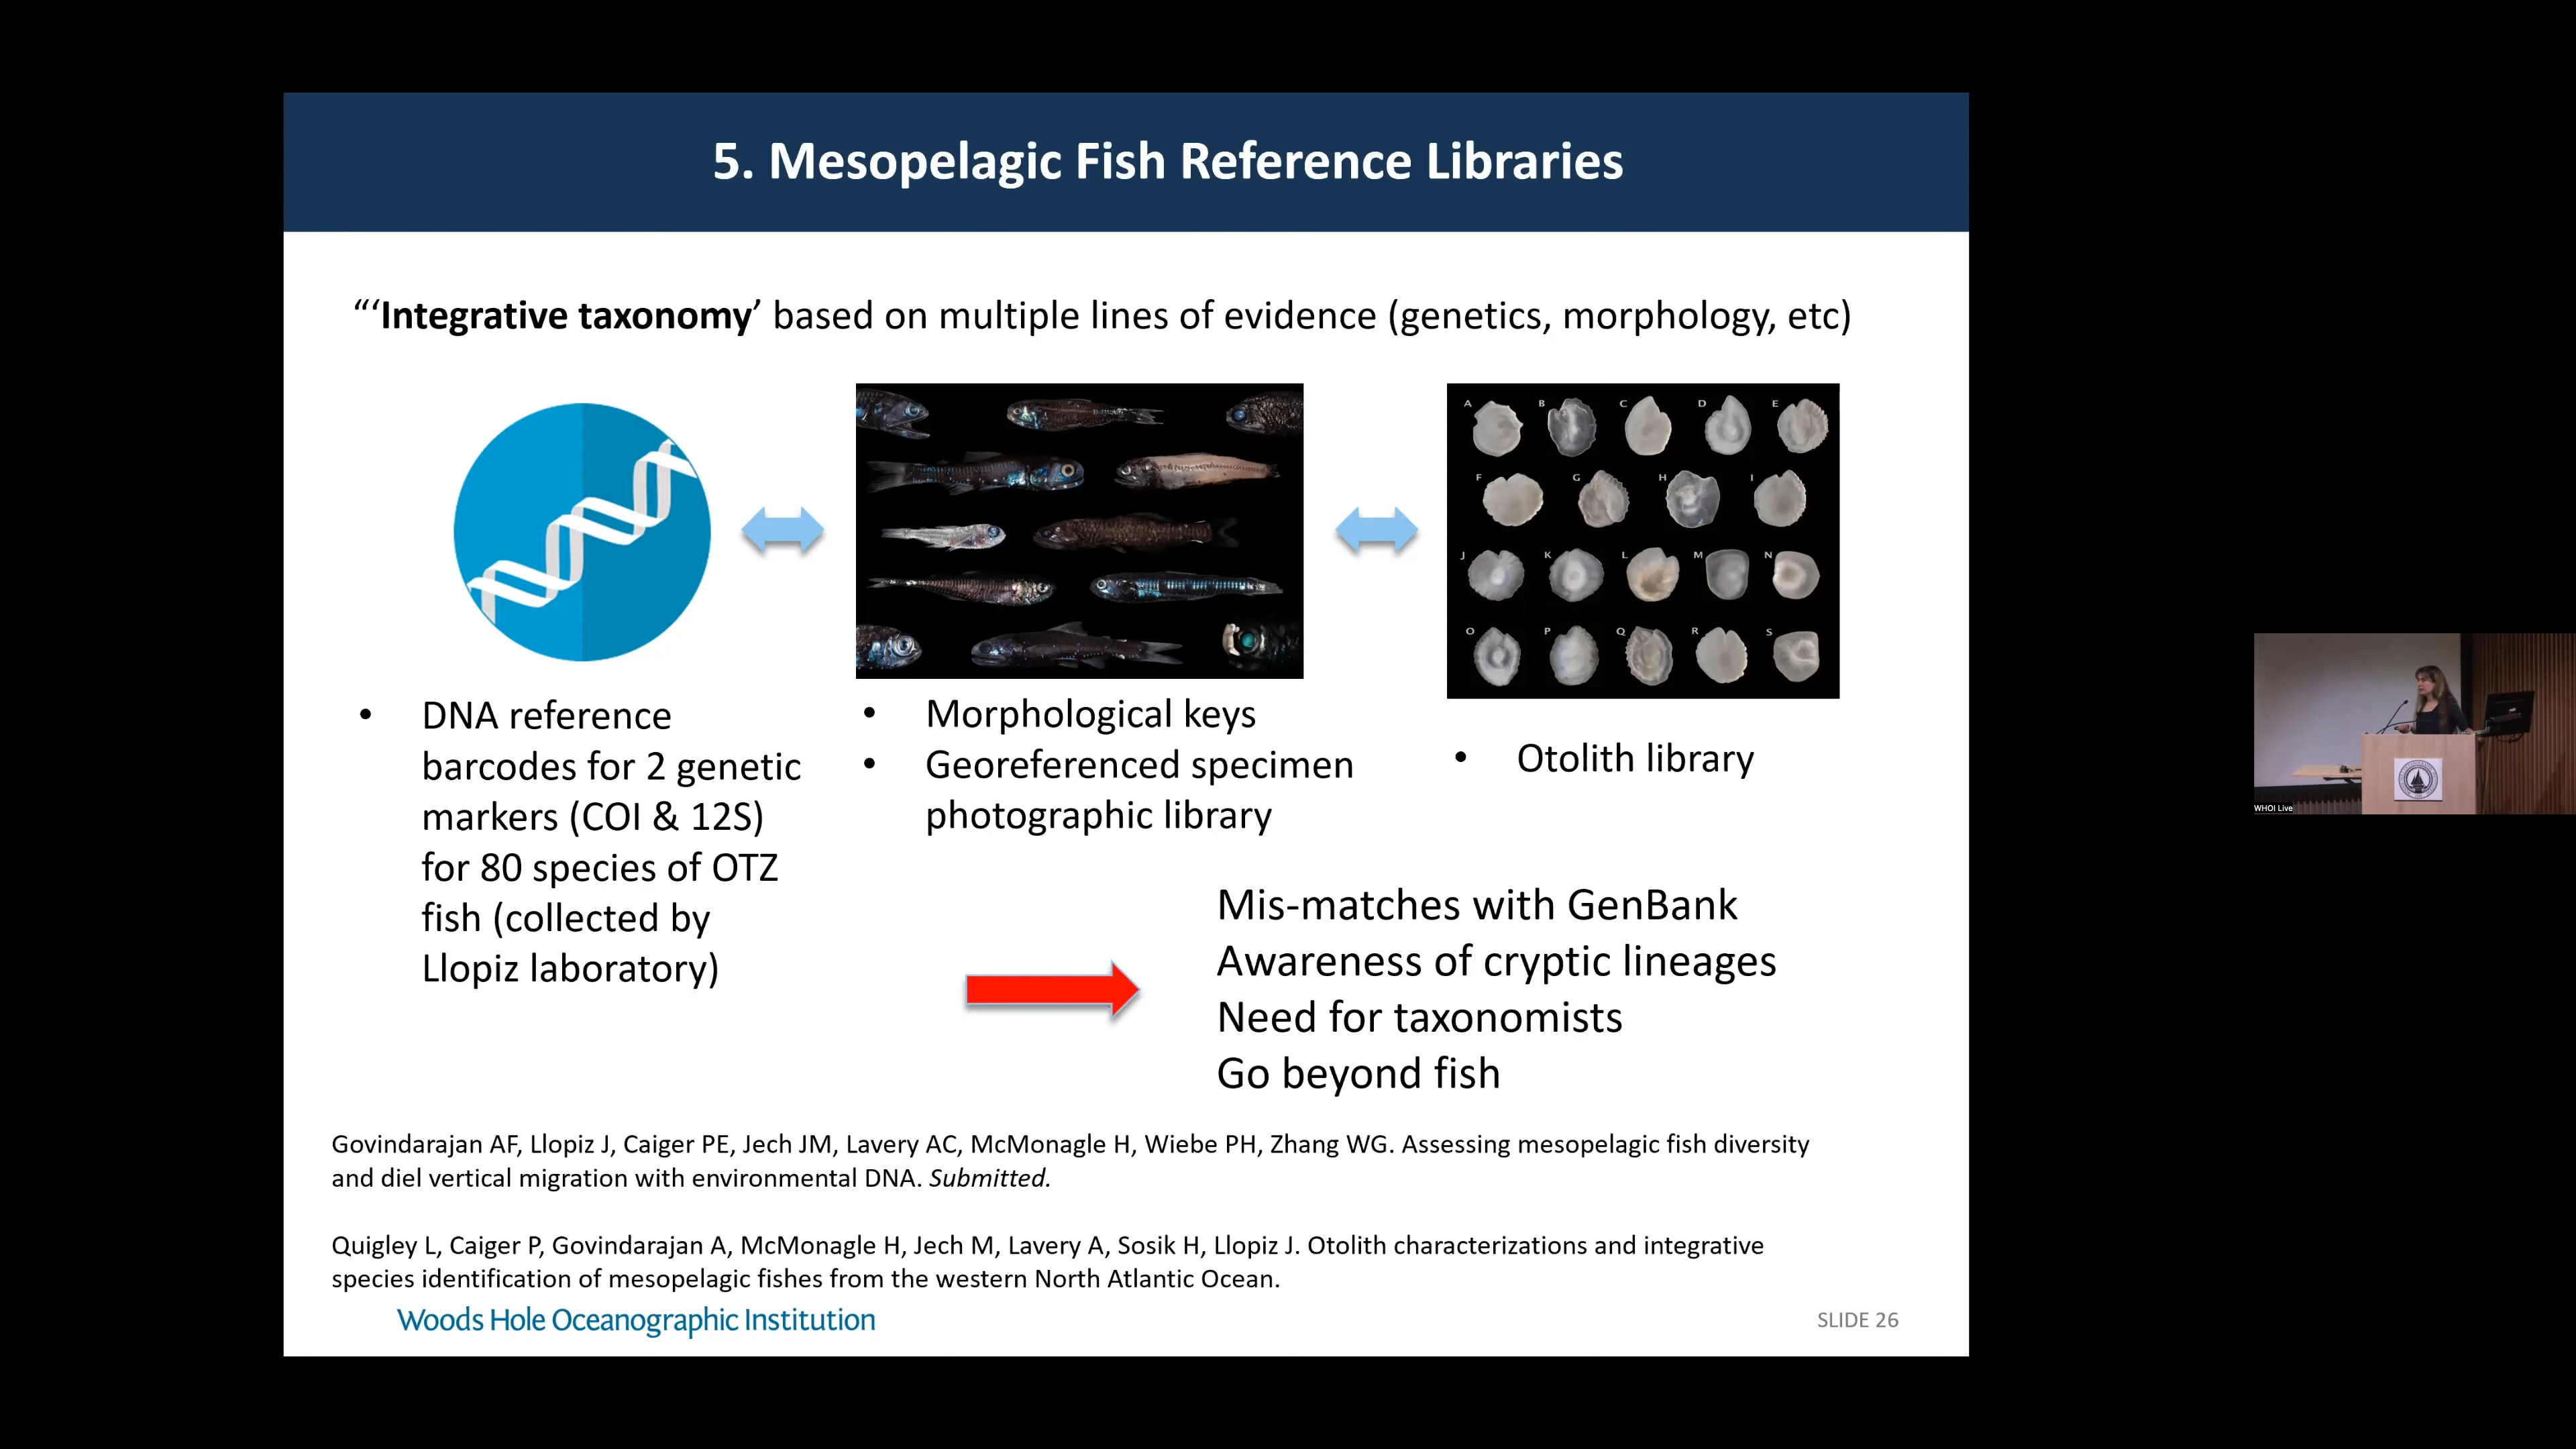 5. Mesopelagic Fish Reference Libraries
“‘Integrative taxonomy’ based on multiple lines of evidence (genetics, morphology, etc)
A B C D E
F G H I
J K L M N
O P Q R S
• DNA reference
barcodes for 2 genetic
markers (COI & 12S)
for 80 species of OTZ
fish (collected by
Llopiz laboratory)
• Morphological keys
• Georeferenced specimen
photographic library
• Otolith library
Mis-matches with GenBank
Awareness of cryptic lineages
Need for taxonomists
Go beyond fish
Govindarajan AF, Llopiz J, Caiger PE, Jech JM, Lavery AC, McMonagle H, Wiebe PH, Zhang WG. Assessing mesopelagic fish diversity
and diel vertical migration with environmental DNA. Submitted.
Quigley L, Caiger P, Govindarajan A, McMonagle H, Jech M, Lavery A, Sosik H, Llopiz J. Otolith characterizations and integrative
species identification of mesopelagic fishes from the western North Atlantic Ocean.
Woods Hole Oceanographic Institution
SLIDE 26
WHOI Live